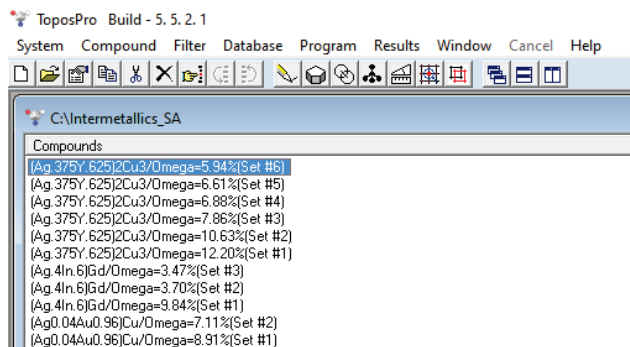 ToposPro Build - 5. 5. 2. 1
System Compound Filter Database Program Results Window Cancel Help
C:\Intermetallics_SA
Compounds
(Ag.375Y.625)2Cu3/Omega=5.94%(Set #6)
(Ag.375Y.625)2Cu3/Omega=6.61%(Set #5)
(Ag.375Y.625)2Cu3/Omega=6.88%(Set #4)
(Ag.375Y.625)2Cu3/Omega=7.86%(Set #3)
(Ag.375Y.625)2Cu3/Omega=10.63%(Set #2)
(Ag.375Y.625)2Cu3/Omega=12.20%(Set #1)
(Ag.4In.6)Gd/Omega=3.47%(Set #3)
(Ag.4In.6)Gd/Omega=3.70%(Set #2)
(Ag.4In.6)Gd/Omega=9.84%(Set #1)
(Ag0.04Au0.96)Cu/Omega=7.11%(Set #2)
(Ag0.04Au0.96)Cu/Omega=8.91%(Set #1)